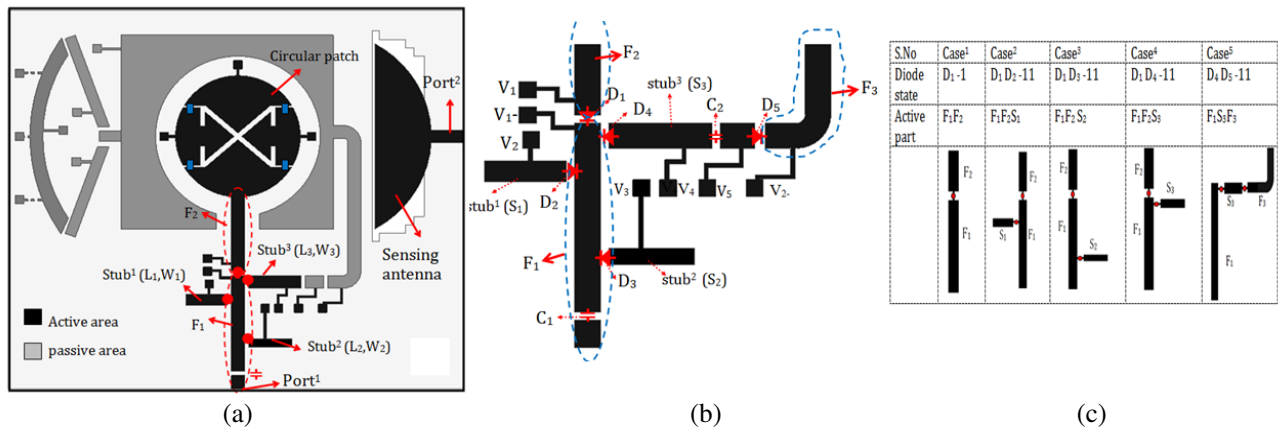 Circular patch
Port²
F₂
Stub³ (L₃,W₃)
Stub¹ (L₁,W₁)
Sensing
antenna
F₁
Active area
passive area
Stub² (L₂,W₂)
Port¹
(a)
F₂
V₁
D₁
stub³ (S₃)
C₂
D₅
F₃
V₁-
D₄
V₂
V₃
V₄
V₅
V₂-
stub¹ (S₁)
D₂
F₁
D₃
stub² (S₂)
C₁
(b)
S.No Case¹ Case² Case³ Case⁴ Case⁵
Diode D₁ -1 D₁ D₂ -11 D₁ D₃ -11 D₁ D₄ -11 D₄ D₅ -11
state
Active F₁F₂ F₁F₂S₁ F₁F₂ S₂ F₁F₂S₃ F₁S₃F₃
part
F₂ F₂ F₂ F₂
S₃ S₃ F₃
F₁ S₁ F₁ F₁ S₂ F₁ F₁
(c)